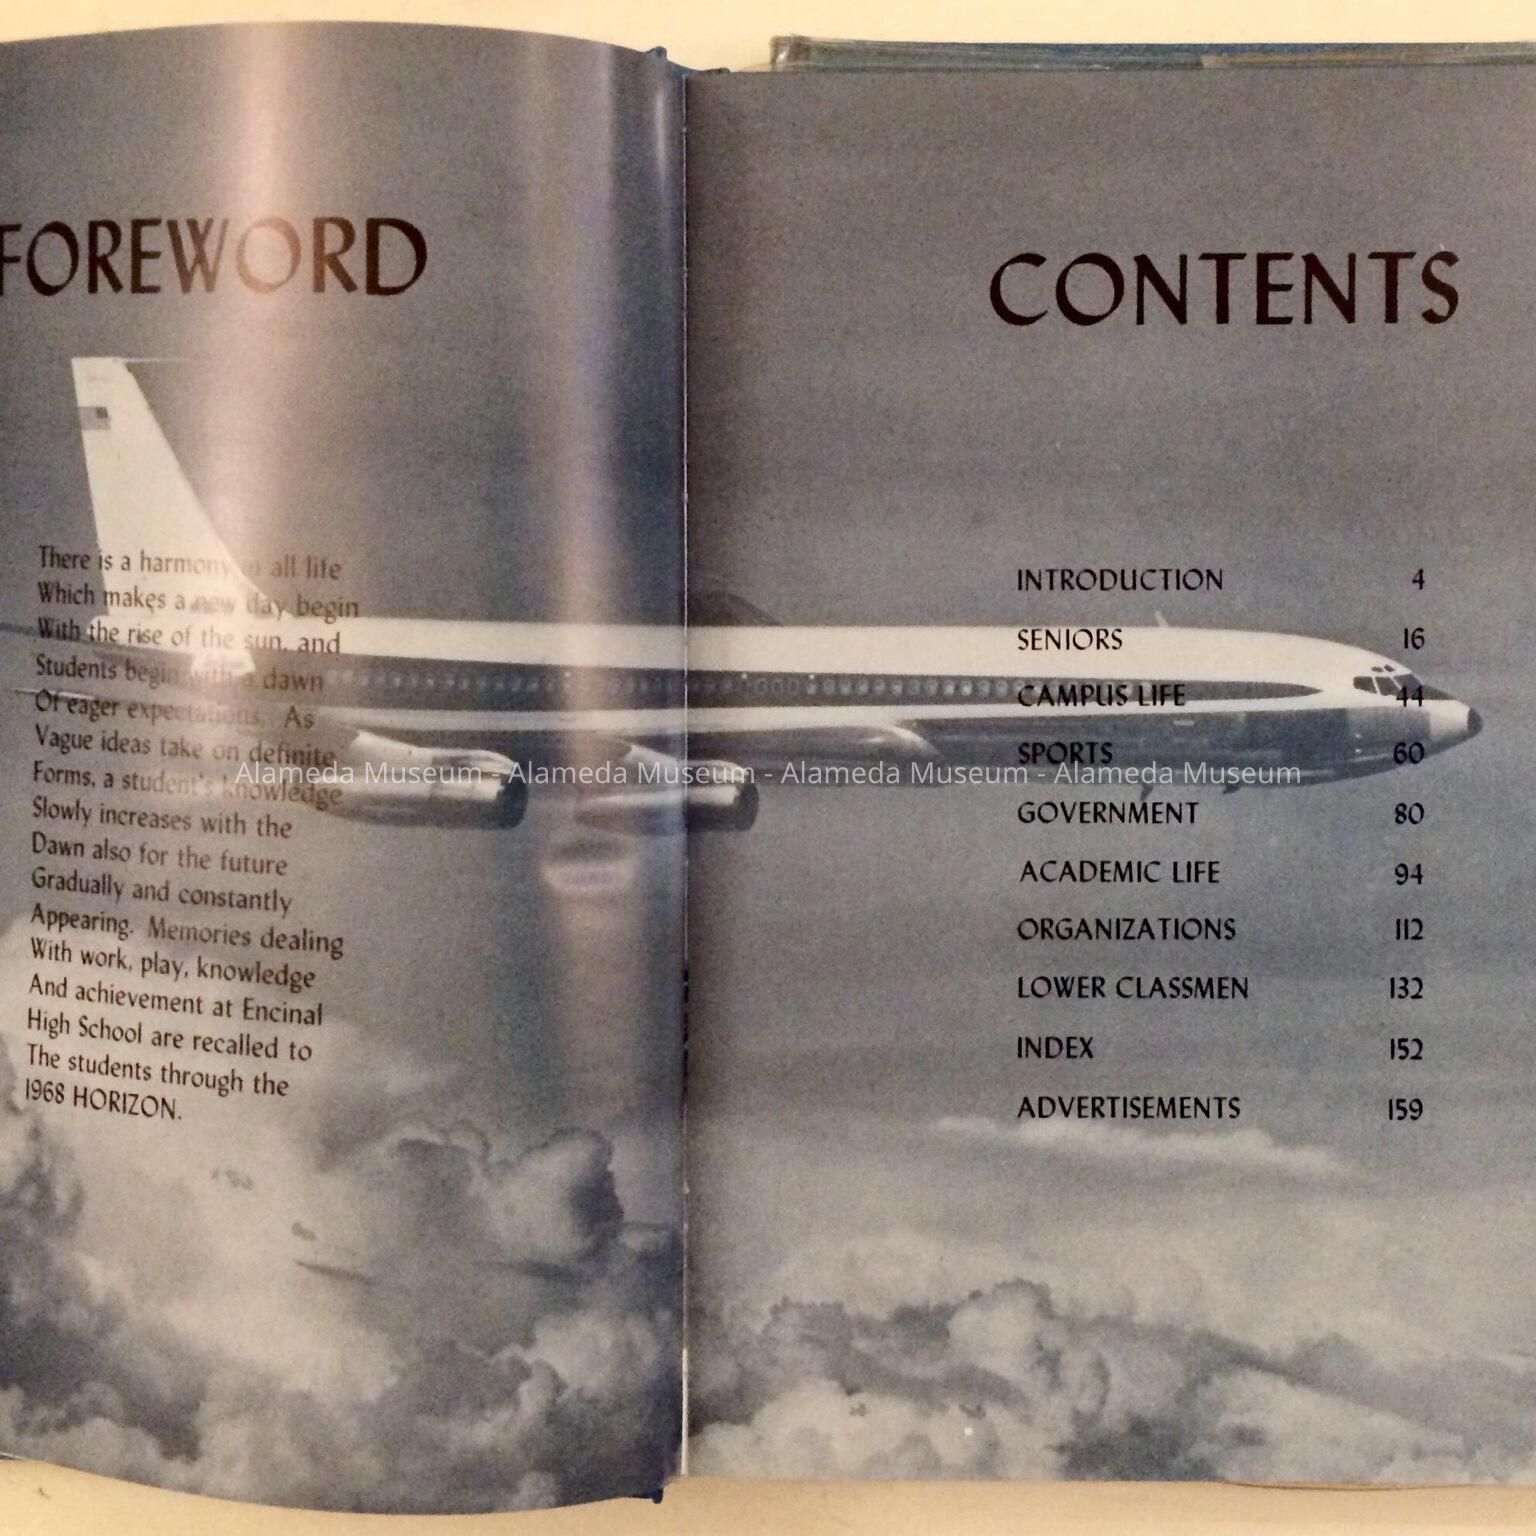 FOREWORD
There is a harmony in all life
Which makes a new day begin
With the rise of the sun, and
Students begin with a dawn
Of eager expectations. As
Vague ideas take on definite
Forms, a student's knowledge
Slowly increases with the
Dawn also for the future
Gradually and constantly
Appearing. Memories dealing
With work, play, knowledge
And achievement at Encinal
High School are recalled to
The students through the
1968 HORIZON.
CONTENTS
INTRODUCTION 4
SENIORS 16
CAMPUS LIFE 44
SPORTS 60
GOVERNMENT 80
ACADEMIC LIFE 94
ORGANIZATIONS 112
LOWER CLASSMEN 132
INDEX 152
ADVERTISEMENTS 159
Alameda Museum - Alameda Museum - Alameda Museum - Alameda Museum